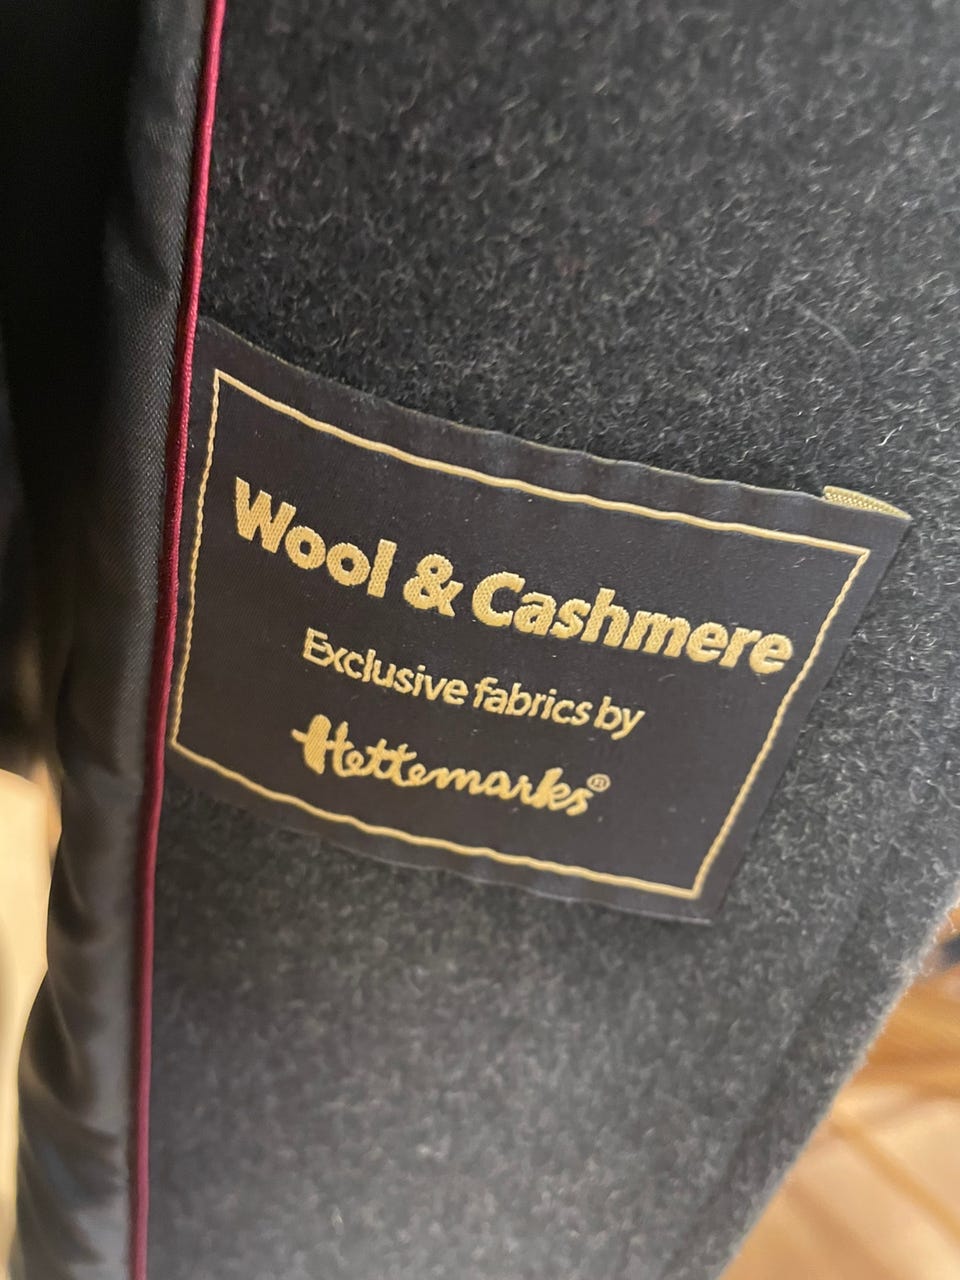 Wool & Cashmere
Exclusive fabrics by
Hettemarks®